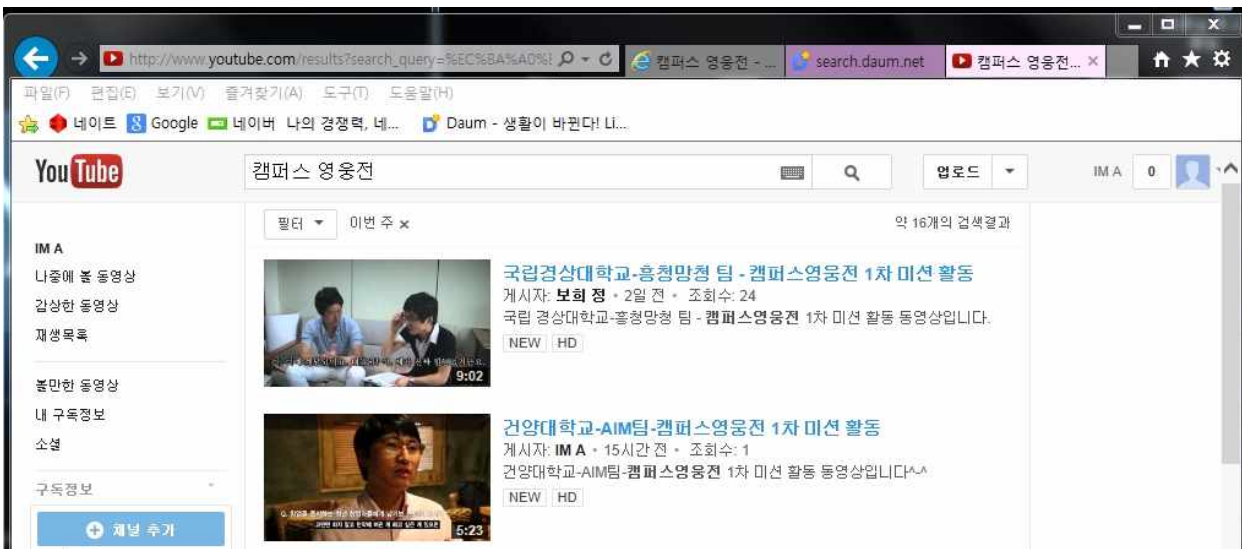 http://www.youtube.com/results?search_query=%EC%BA%A0%
캠퍼스 영웅전 - ...
search.daum.net
캠퍼스 영웅전... ×
파일(F) 편집(E) 보기(V) 즐겨찾기(A) 도구(T) 도움말(H)
네이트 Google 네이버 나의 경쟁력, 네... Daum - 생활이 바뀐다! Li...
YouTube 캠퍼스 영웅전 업로드 IM A 0
필터 이번 주 × 약 16개의 검색결과
IM A
나중에 볼 동영상
감상한 동영상
재생목록
볼만한 동영상
내 구독정보
소셜
구독정보
채널 추가
국립경상대학교-흥청망청 팀 - 캠퍼스영웅전 1차 미션 활동
게시자: 보희 정 • 2일 전 • 조회수: 24
국립 경상대학교-흥청망청 팀 - 캠퍼스영웅전 1차 미션 활동 동영상입니다.
NEW HD
9:02
건양대학교-AIM팀-캠퍼스영웅전 1차 미션 활동
게시자: IM A • 15시간 전 • 조회수: 1
건양대학교-AIM팀-캠퍼스영웅전 1차 미션 활동 동영상입니다^-^
NEW HD
5:23